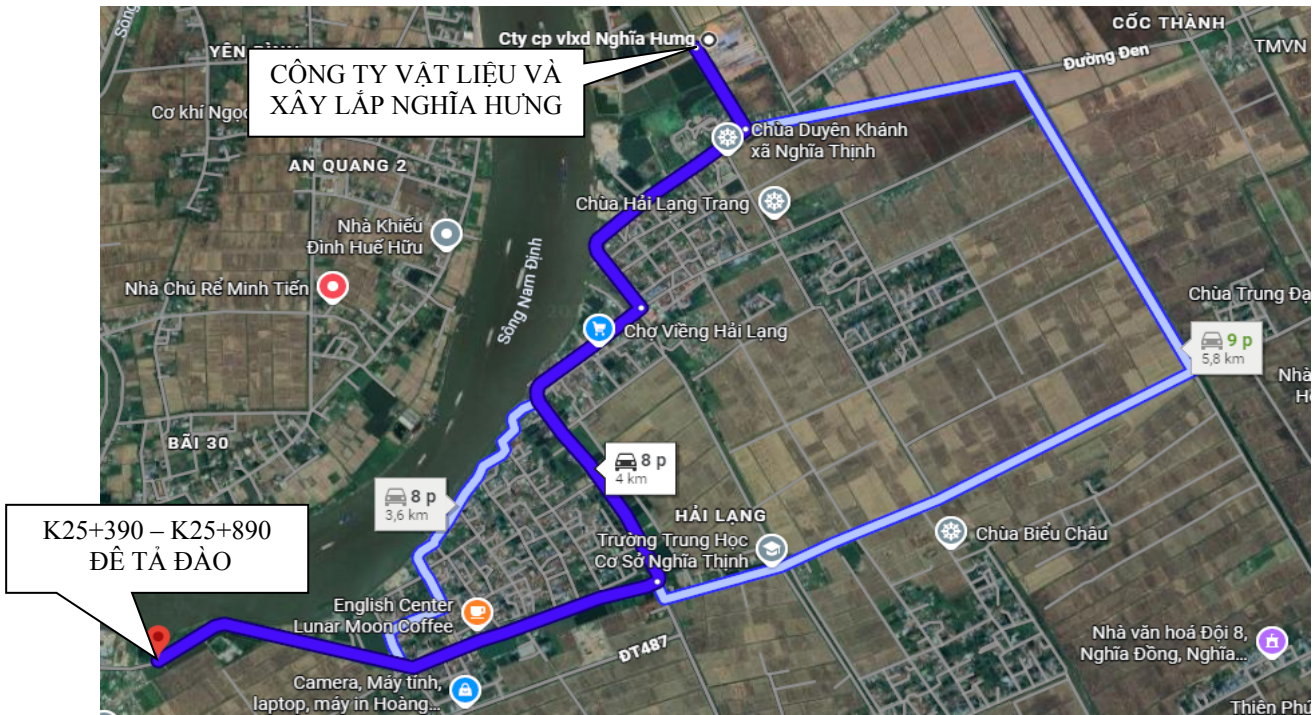 Sông
YÊN BÌNH
CÔNG TY VẬT LIỆU VÀ
XÂY LẮP NGHĨA HƯNG
Cty cp vlxd Nghĩa Hưng
CỐC THÀNH
TMVN
Đường Đen
Cơ khí Ngọc
AN QUANG 2
Chùa Duyên Khánh
xã Nghĩa Thịnh
Chùa Hải Lạng Trang
Nhà Khiếu
Đình Huế Hữu
Nhà Chú Rể Minh Tiến
Sông Nam Định
Chợ Viềng Hải Lạng
Chùa Trung Đạ
9 p
5,8 km
Nhà
BÃI 30
8 p
4 km
8 p
3,6 km
HẢI LẠNG
Trường Trung Học
Cơ Sở Nghĩa Thịnh
Chùa Biểu Châu
K25+390 – K25+890
ĐÊ TẢ ĐÀO
English Center
Lunar Moon Coffee
ĐT487
Nhà văn hoá Đội 8,
Nghĩa Đồng, Nghĩa...
Camera, Máy tính,
laptop, máy in Hoàng...
Thiên Phú